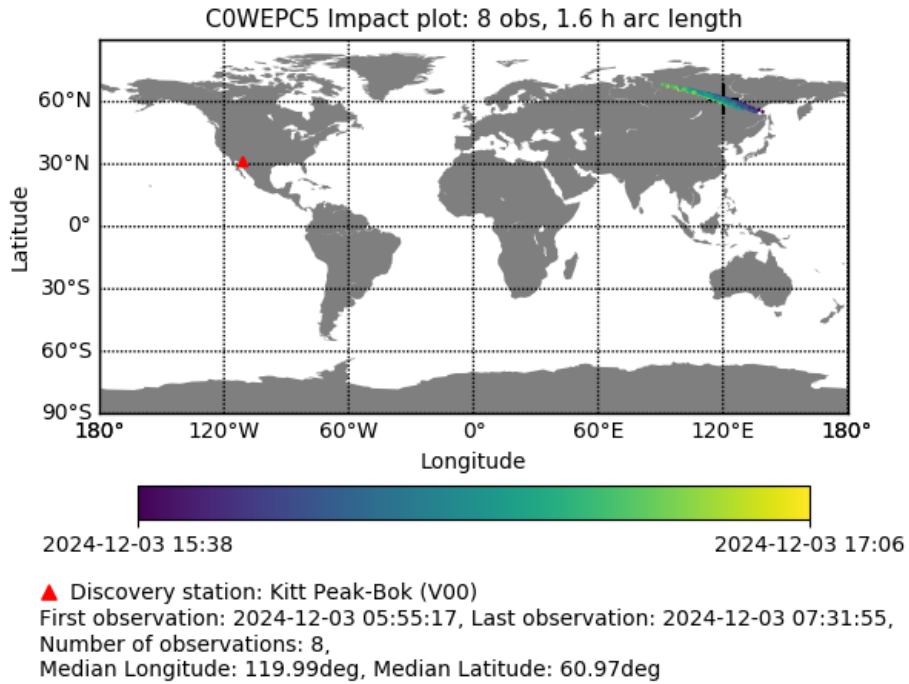 C0WEPC5 Impact plot: 8 obs, 1.6 h arc length
60°N
30°N
0°
30°S
60°S
90°S
Latitude
180° 120°W 60°W 0° 60°E 120°E 180°
Longitude
2024-12-03 15:38 2024-12-03 17:06
Discovery station: Kitt Peak-Bok (V00)
First observation: 2024-12-03 05:55:17, Last observation: 2024-12-03 07:31:55,
Number of observations: 8,
Median Longitude: 119.99deg, Median Latitude: 60.97deg